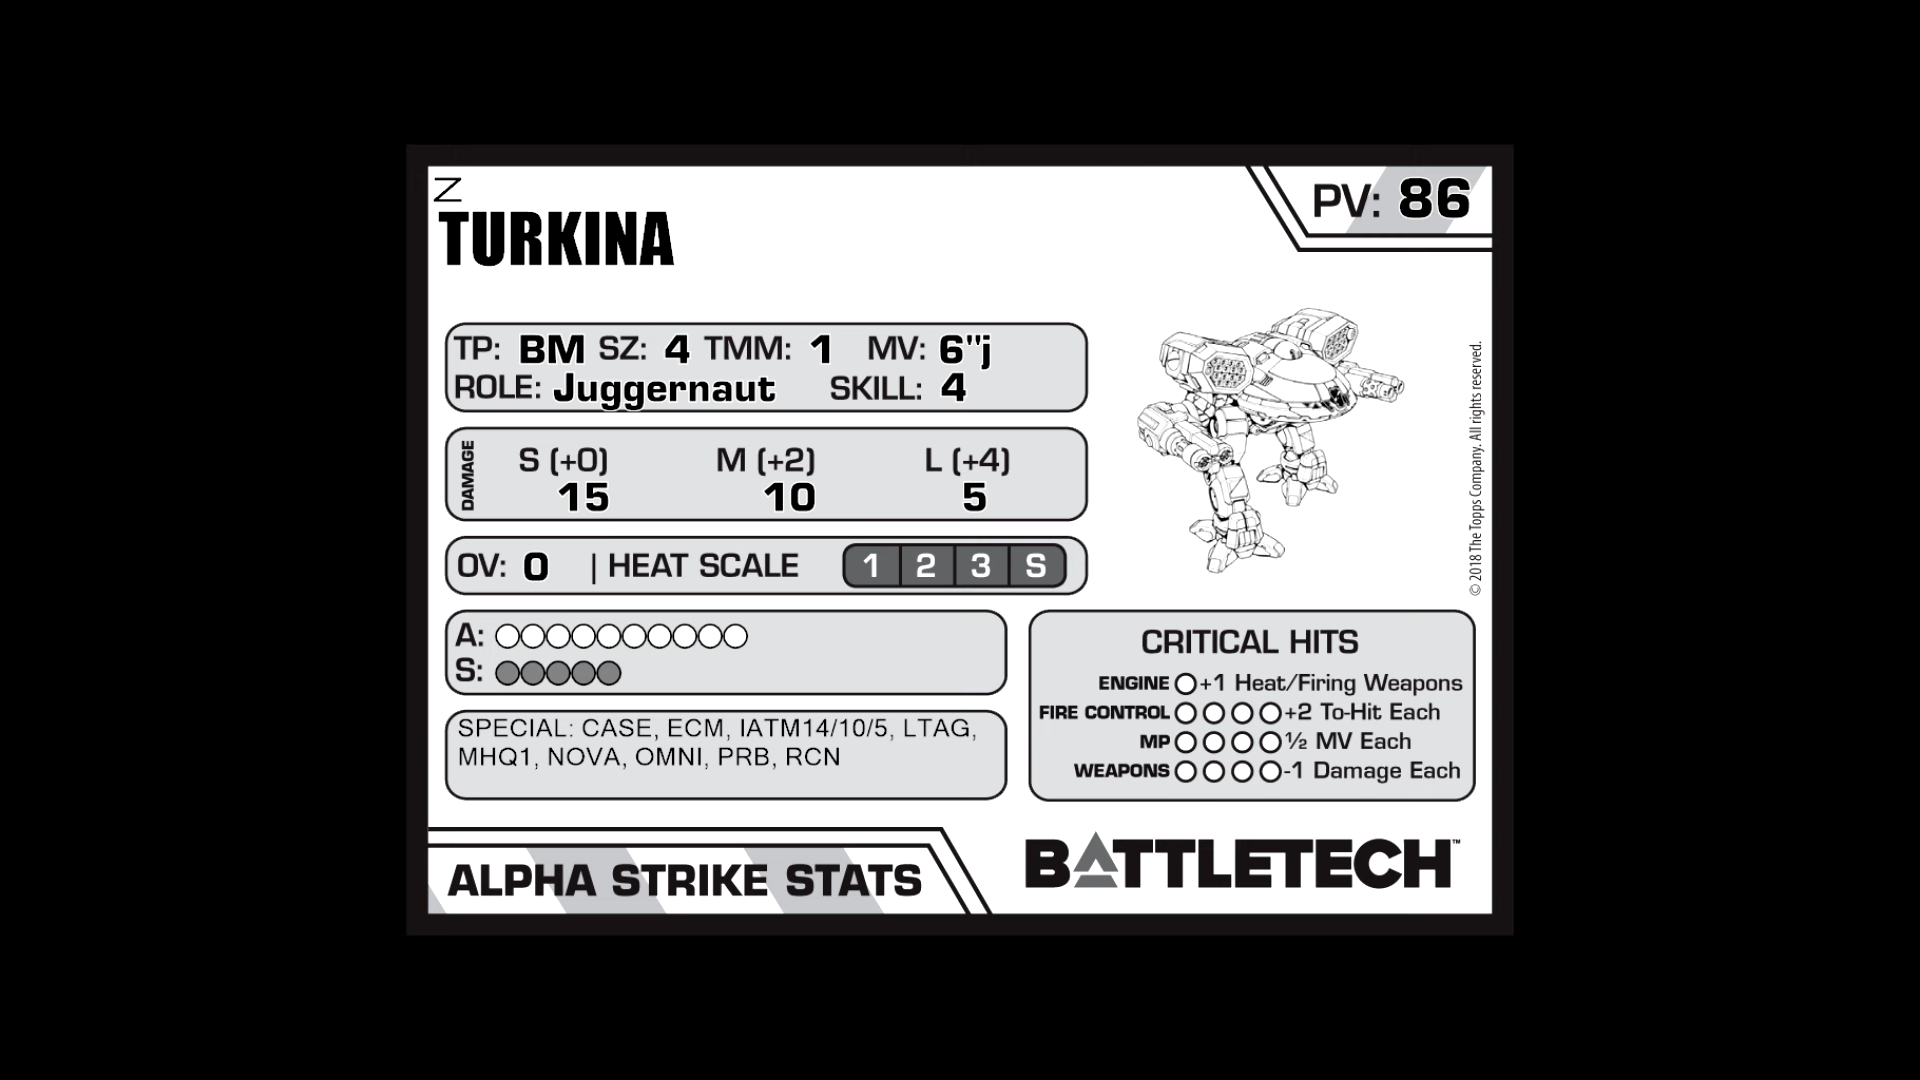 Z
TURKINA
PV: 86
TP: BM SZ: 4 TMM: 1 MV: 6"j
ROLE: Juggernaut SKILL: 4
DAMAGE
S (+0) M (+2) L (+4)
15 10 5
OV: 0 | HEAT SCALE 1 2 3 S
A:
S:
SPECIAL: CASE, ECM, IATM14/10/5, LTAG,
MHQ1, NOVA, OMNI, PRB, RCN
© 2018 The Topps Company. All rights reserved.
CRITICAL HITS
ENGINE +1 Heat/Firing Weapons
FIRE CONTROL +2 To-Hit Each
MP ½ MV Each
WEAPONS -1 Damage Each
ALPHA STRIKE STATS
BATTLETECH™